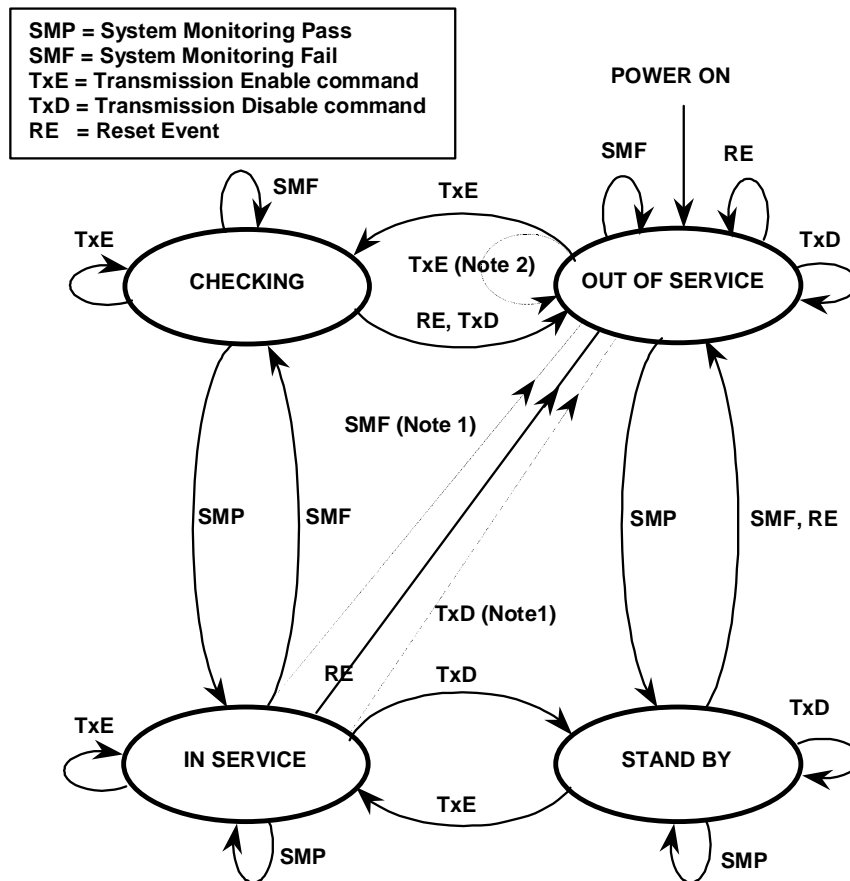 SMP = System Monitoring Pass
SMF = System Monitoring Fail
TxE = Transmission Enable command
TxD = Transmission Disable command
RE = Reset Event
POWER ON
SMF
RE
SMF
TxE
TxE
TxD
CHECKING
TxE (Note 2)
OUT OF SERVICE
RE, TxD
SMF (Note 1)
SMP
SMF
SMP
SMF, RE
TxD (Note1)
RE
TxD
TxE
TxD
IN SERVICE
STAND BY
TxE
SMP
SMP